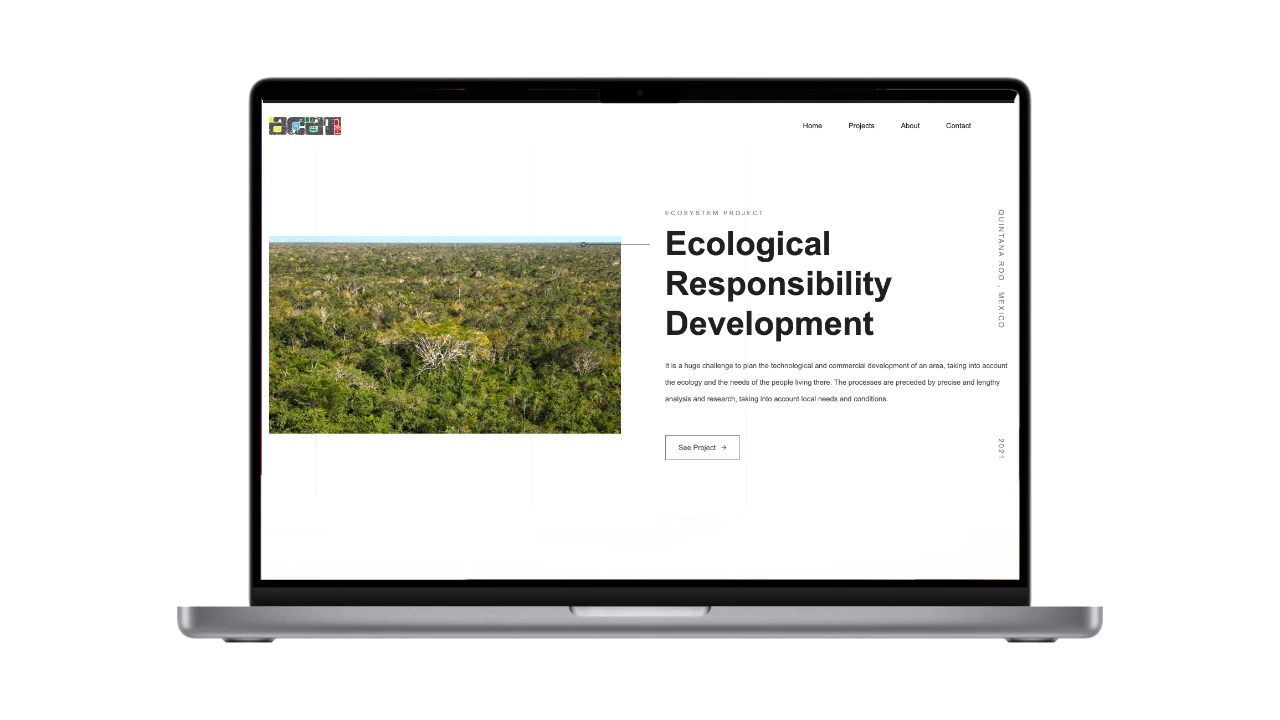 Home Projects About Contact
ECOSYSTEM PROJECT
Ecological
Responsibility
Development
It is a huge challenge to plan the technological and commercial development of an area, taking into account
the ecology and the needs of the people living there. The processes are preceded by precise and lengthy
analysis and research, taking into account local needs and conditions.
See Project →
QUINTANA ROO , MEXICO
2021